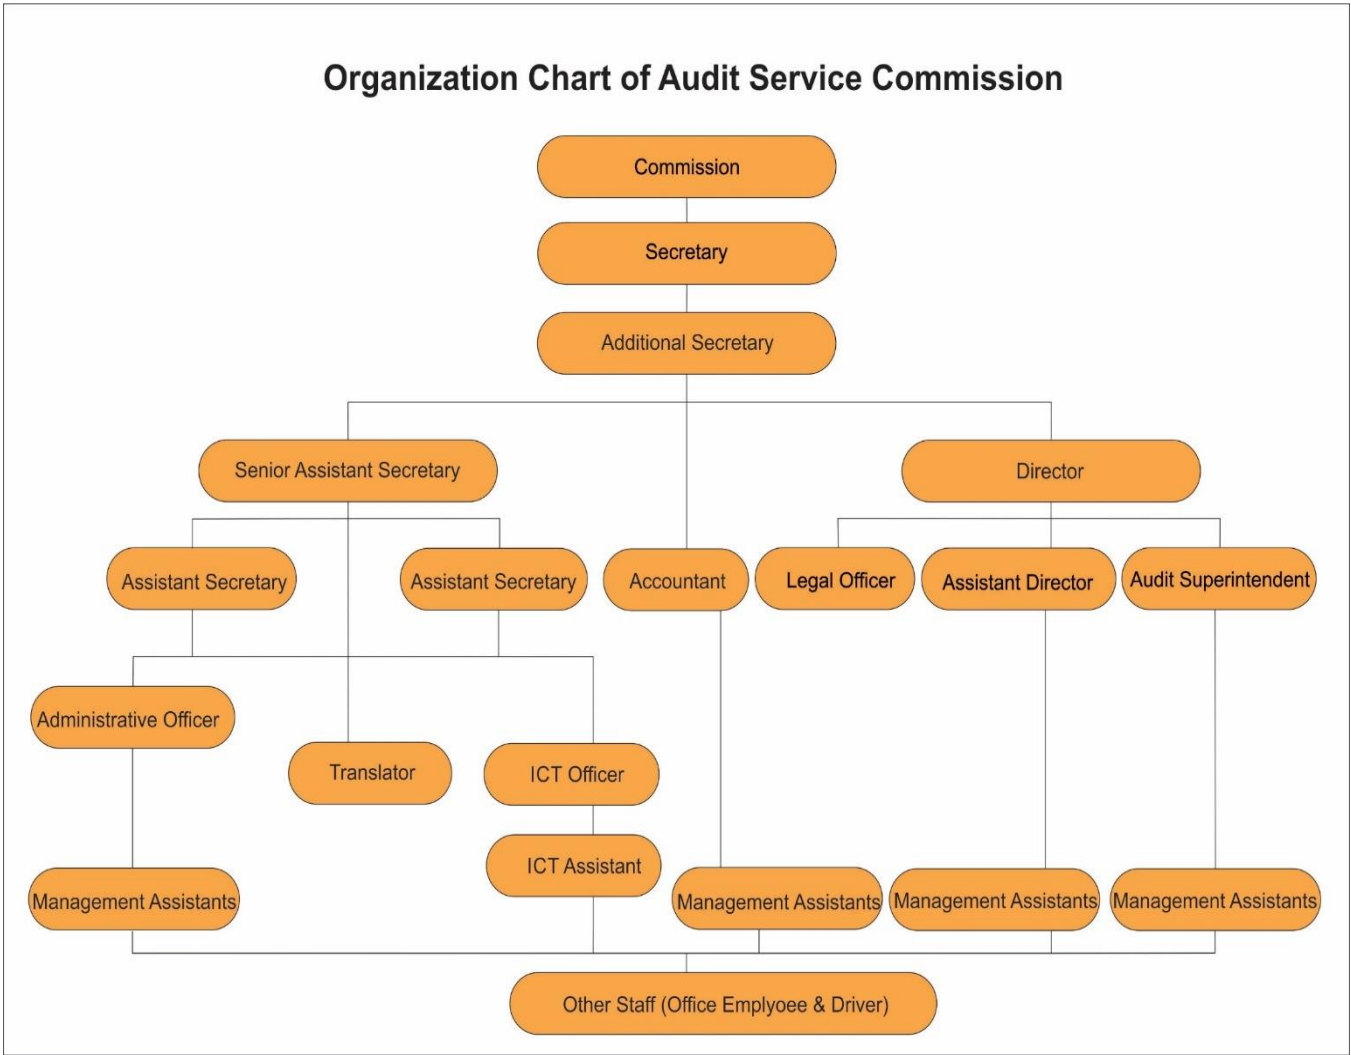 Organization Chart of Audit Service Commission
Commission
Secretary
Additional Secretary
Senior Assistant Secretary
Director
Assistant Secretary
Assistant Secretary
Accountant
Legal Officer
Assistant Director
Audit Superintendent
Administrative Officer
Translator
ICT Officer
ICT Assistant
Management Assistants
Management Assistants
Management Assistants
Management Assistants
Other Staff (Office Emplyoee & Driver)